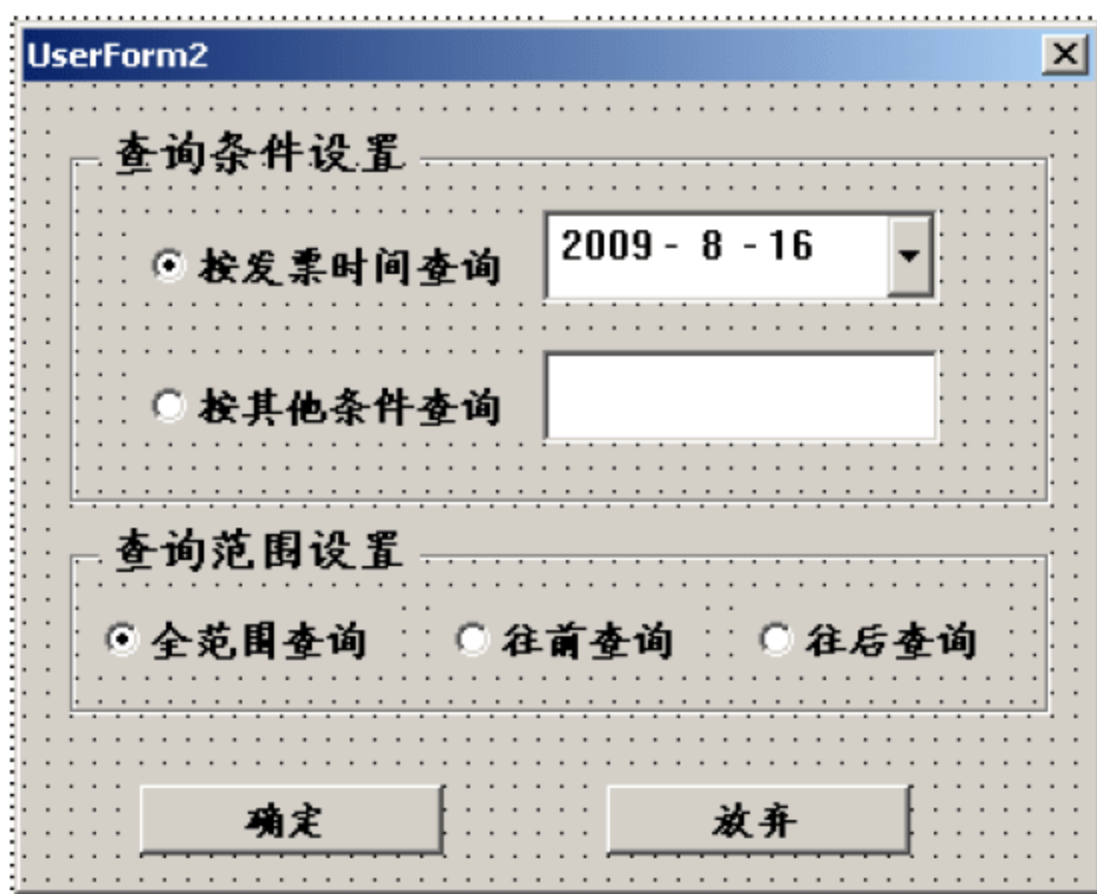 UserForm2
查询条件设置
按发票时间查询 2009 - 8 - 16
按其他条件查询
查询范围设置
全范围查询 往前查询 往后查询
确定 放弃